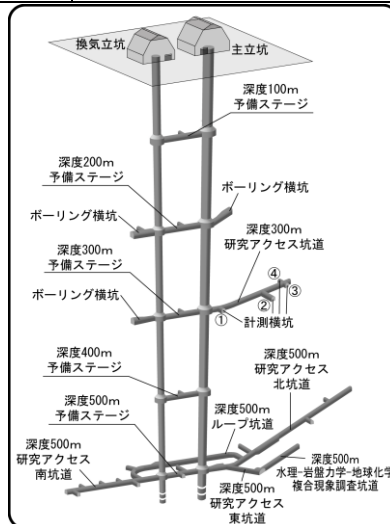 換気立坑
主立坑
深度100m
予備ステージ
深度200m
予備ステージ
ボーリング横坑
ボーリング横坑
深度300m
研究アクセス坑道
深度300m
予備ステージ
④
③
②
①
計測横坑
ボーリング横坑
深度400m
予備ステージ
深度500m
研究アクセス
北坑道
深度500m
予備ステージ
深度500m
ループ坑道
深度500m
研究アクセス
南坑道
深度500m
研究アクセス
東坑道
深度500m
水理-岩盤力学-地球化学
複合現象調査坑道